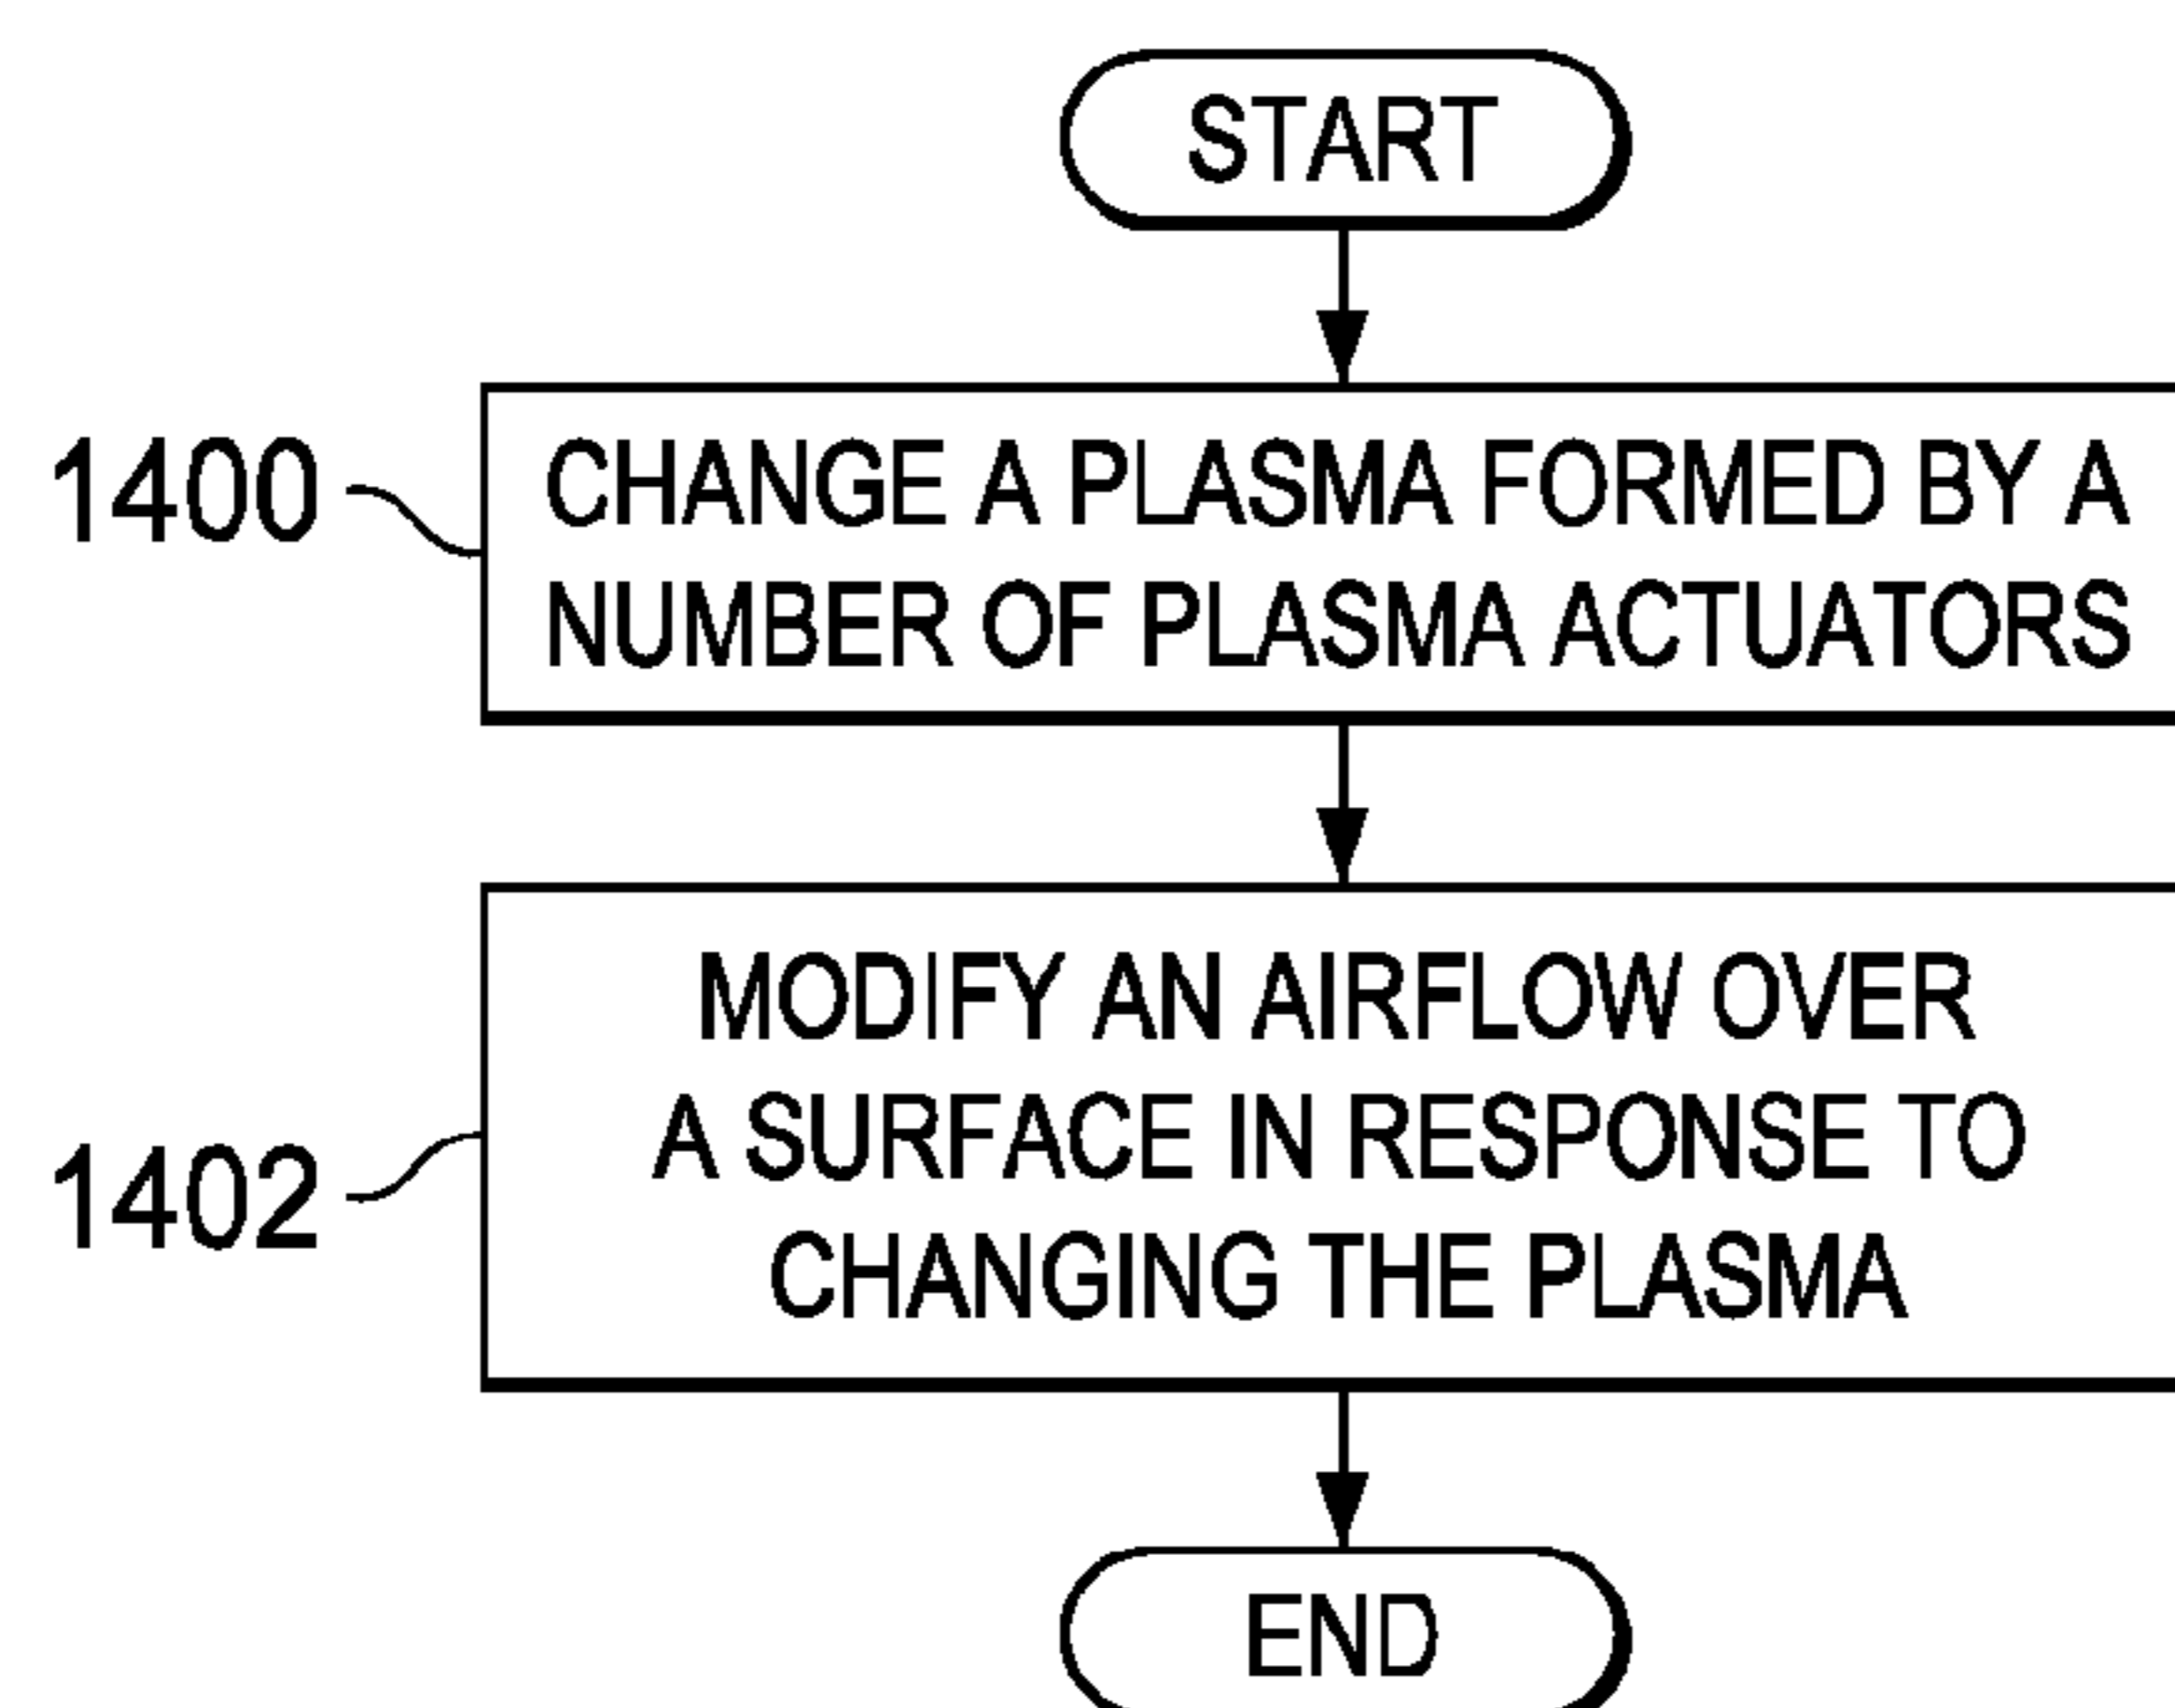 START
1400
CHANGE A PLASMA FORMED BY A
NUMBER OF PLASMA ACTUATORS
1402
MODIFY AN AIRFLOW OVER
A SURFACE IN RESPONSE TO
CHANGING THE PLASMA
END